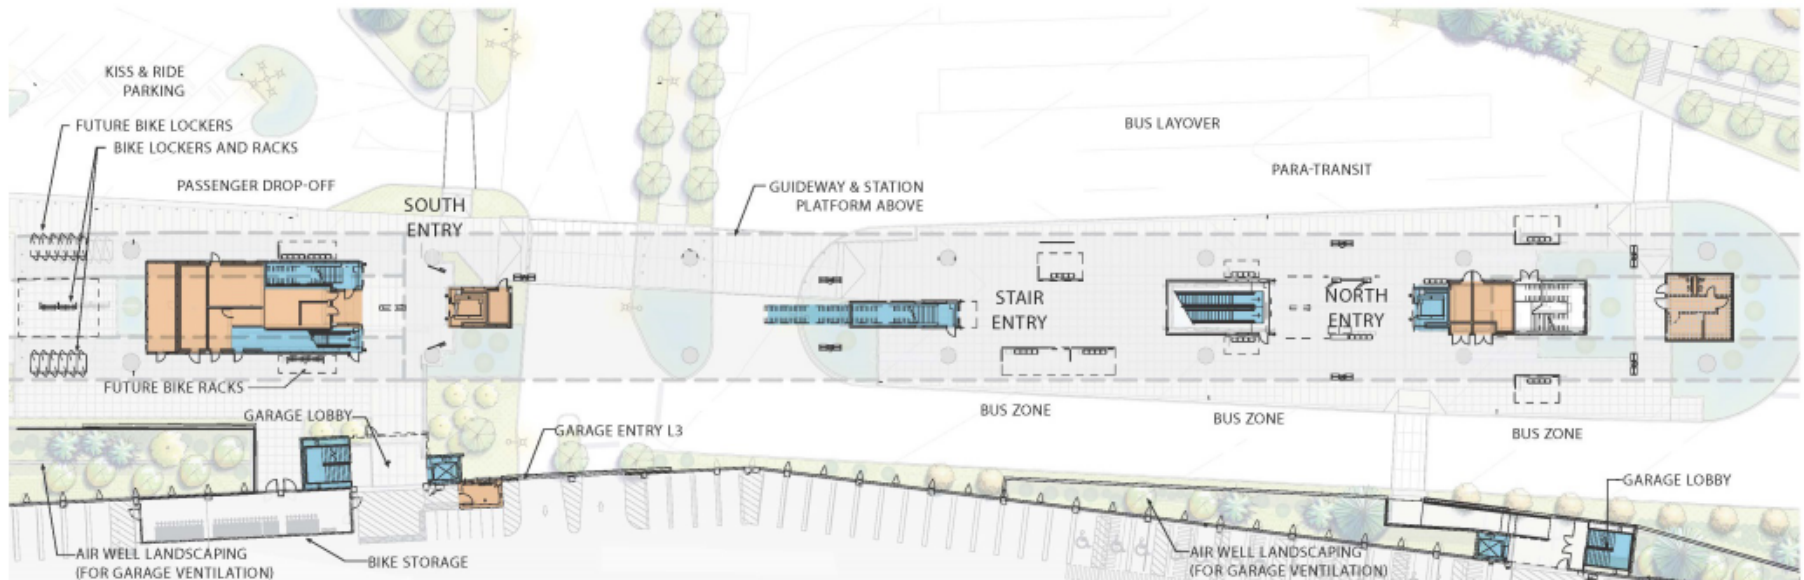 KISS & RIDE
PARKING
FUTURE BIKE LOCKERS
BIKE LOCKERS AND RACKS
PASSENGER DROP-OFF
SOUTH
ENTRY
GUIDEWAY & STATION
PLATFORM ABOVE
BUS LAYOVER
PARA-TRANSIT
STAIR
ENTRY
NORTH
ENTRY
FUTURE BIKE RACKS
GARAGE LOBBY
GARAGE ENTRY L3
BUS ZONE
BUS ZONE
BUS ZONE
GARAGE LOBBY
AIR WELL LANDSCAPING
(FOR GARAGE VENTILATION)
BIKE STORAGE
AIR WELL LANDSCAPING
(FOR GARAGE VENTILATION)